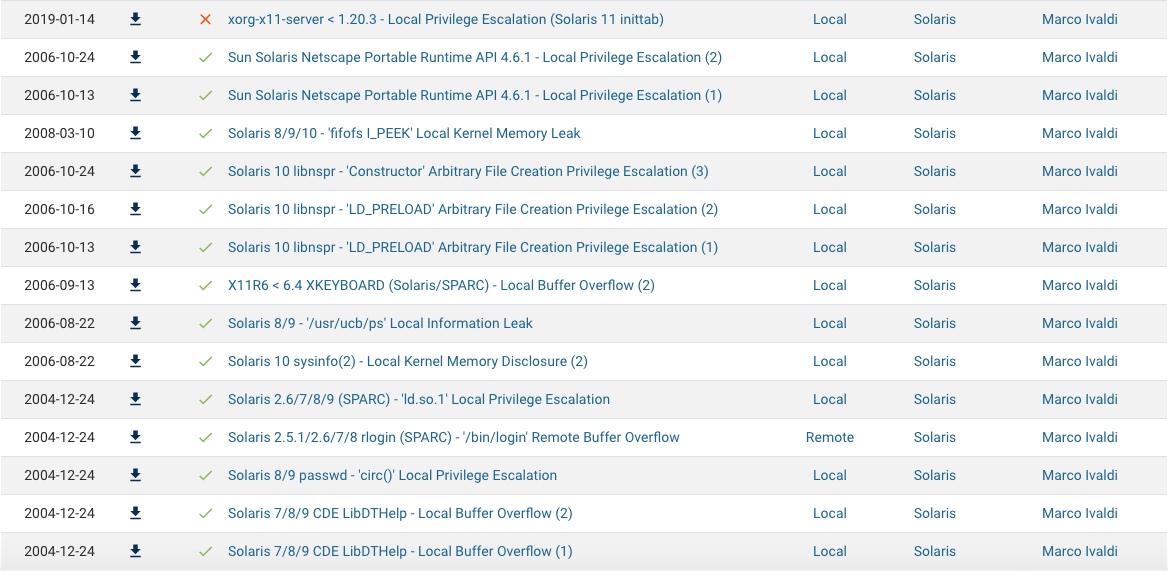 2019-01-14 xorg-x11-server < 1.20.3 - Local Privilege Escalation (Solaris 11 inittab) Local Solaris Marco Ivaldi
2006-10-24 Sun Solaris Netscape Portable Runtime API 4.6.1 - Local Privilege Escalation (2) Local Solaris Marco Ivaldi
2006-10-13 Sun Solaris Netscape Portable Runtime API 4.6.1 - Local Privilege Escalation (1) Local Solaris Marco Ivaldi
2008-03-10 Solaris 8/9/10 - 'fifofs I_PEEK' Local Kernel Memory Leak Local Solaris Marco Ivaldi
2006-10-24 Solaris 10 libnspr - 'Constructor' Arbitrary File Creation Privilege Escalation (3) Local Solaris Marco Ivaldi
2006-10-16 Solaris 10 libnspr - 'LD_PRELOAD' Arbitrary File Creation Privilege Escalation (2) Local Solaris Marco Ivaldi
2006-10-13 Solaris 10 libnspr - 'LD_PRELOAD' Arbitrary File Creation Privilege Escalation (1) Local Solaris Marco Ivaldi
2006-09-13 X11R6 < 6.4 XKEYBOARD (Solaris/SPARC) - Local Buffer Overflow (2) Local Solaris Marco Ivaldi
2006-08-22 Solaris 8/9 - '/usr/ucb/ps' Local Information Leak Local Solaris Marco Ivaldi
2006-08-22 Solaris 10 sysinfo(2) - Local Kernel Memory Disclosure (2) Local Solaris Marco Ivaldi
2004-12-24 Solaris 2.6/7/8/9 (SPARC) - 'ld.so.1' Local Privilege Escalation Local Solaris Marco Ivaldi
2004-12-24 Solaris 2.5.1/2.6/7/8 rlogin (SPARC) - '/bin/login' Remote Buffer Overflow Remote Solaris Marco Ivaldi
2004-12-24 Solaris 8/9 passwd - 'circ()' Local Privilege Escalation Local Solaris Marco Ivaldi
2004-12-24 Solaris 7/8/9 CDE LibDTHelp - Local Buffer Overflow (2) Local Solaris Marco Ivaldi
2004-12-24 Solaris 7/8/9 CDE LibDTHelp - Local Buffer Overflow (1) Local Solaris Marco Ivaldi